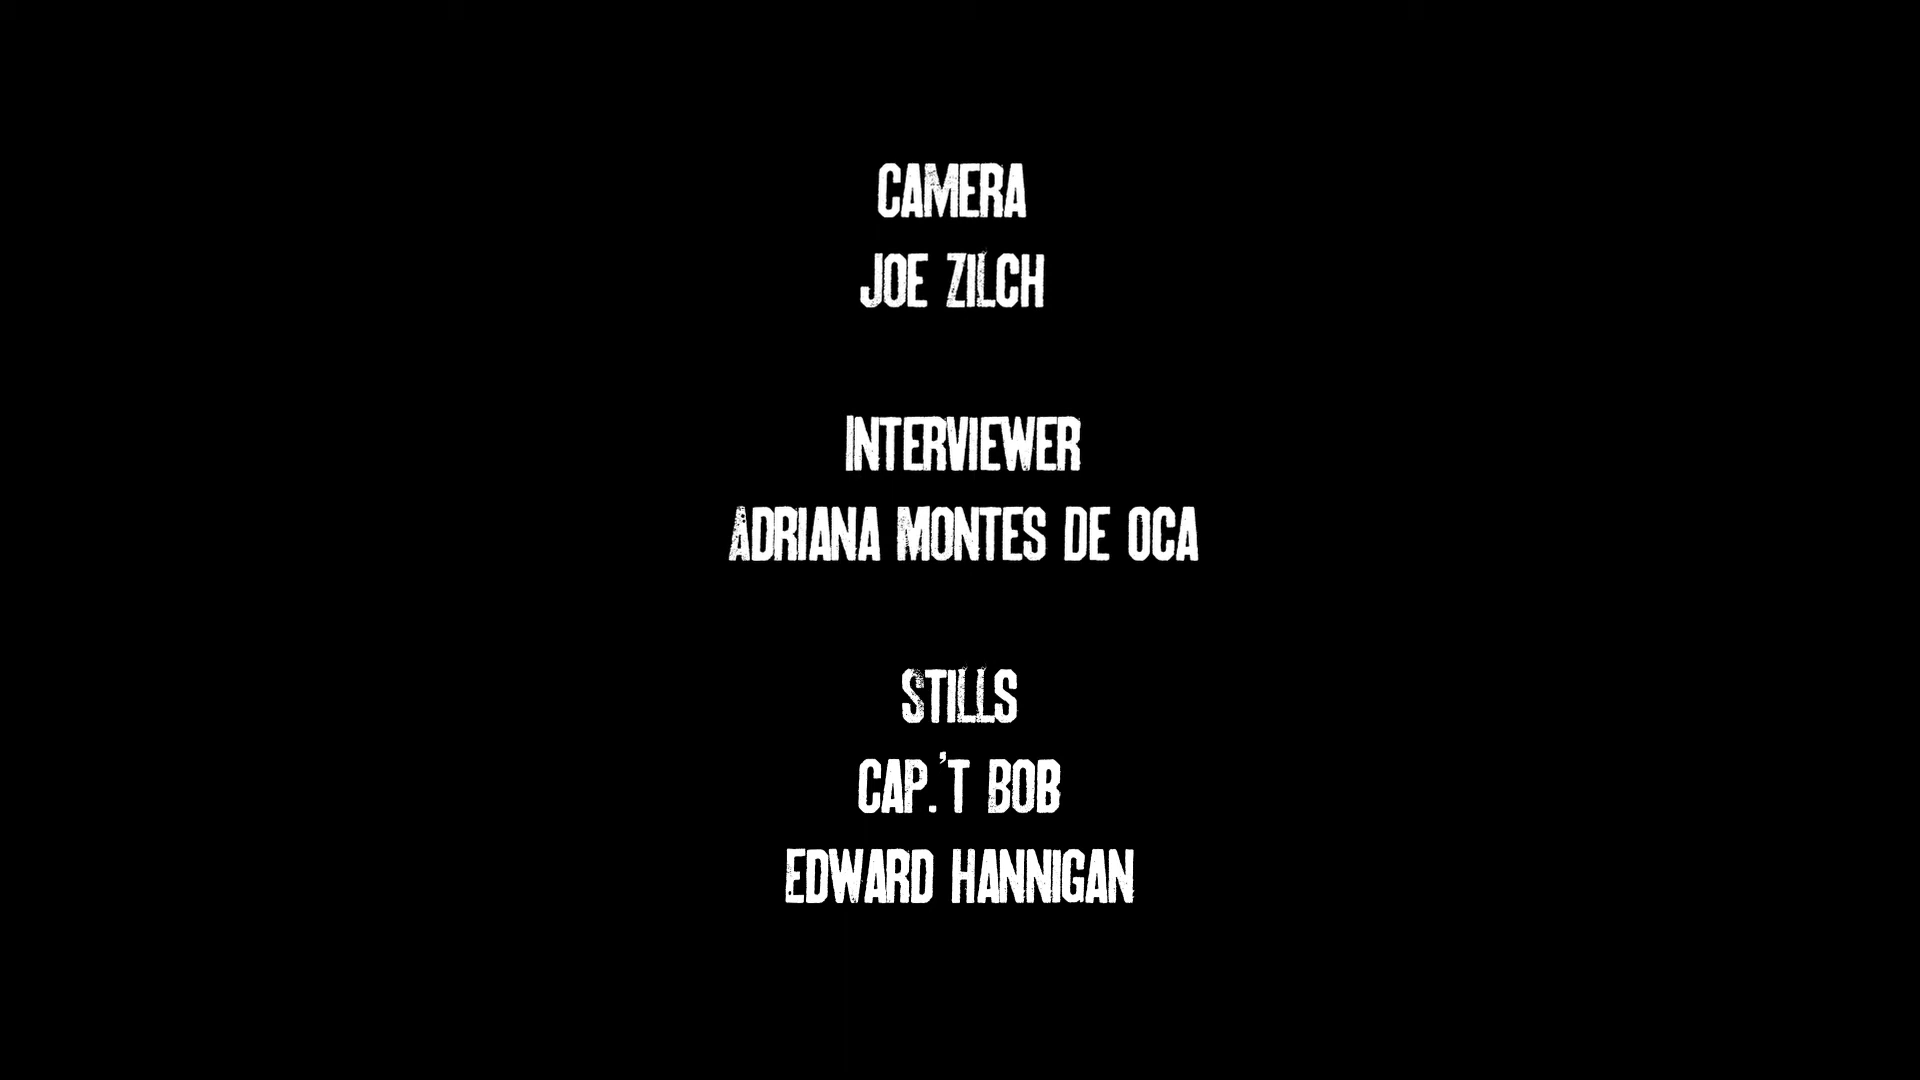 CAMERA
JOE ZILCH
INTERVIEWER
ADRIANA MONTES DE OCA
STILLS
CAP.'T BOB
EDWARD HANNIGAN